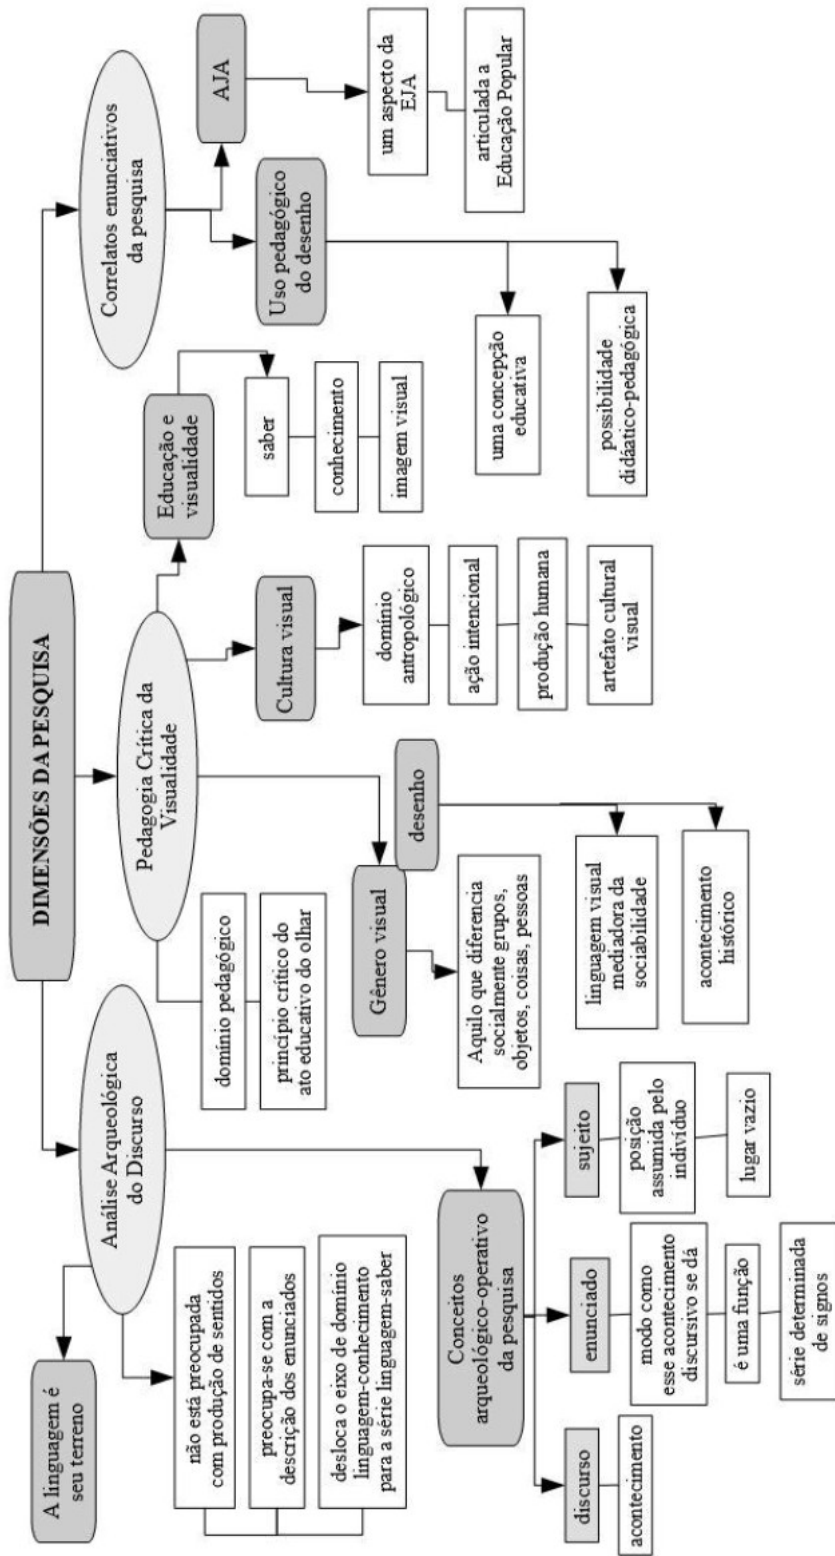 DIMENSÕES DA PESQUISA
A linguagem é
seu terreno
Análise Arqueológica
do Discurso
não está preocupada
com produção de sentidos
preocupa-se com a
descrição dos enunciados
desloca o eixo de domínio
linguagem-conhecimento
para a série linguagem-saber
Conceitos
arqueológico-operativo
da pesquisa
discurso
acontecimento
enunciado
modo como
esse acontecimento
discursivo se dá
é uma função
série determinada
de signos
sujeito
posição
assumida pelo
indivíduo
lugar vazio
Pedagogia Crítica da
Visualidade
domínio pedagógico
princípio crítico do
ato educativo do olhar
Gênero visual
Aquilo que diferencia
socialmente grupos,
objetos, coisas, pessoas
desenho
linguagem visual
mediadora da
sociabilidade
acontecimento
histórico
Cultura visual
domínio
antropológico
ação intencional
produção humana
artefato cultural
visual
Educação e
visualidade
saber
conhecimento
imagem visual
Correlatos enunciativos
da pesquisa
Uso pedagógico
do desenho
uma concepção
educativa
possibilidade
didáatico-pedagógica
AJA
um aspecto da
EJA
articulada a
Educação Popular